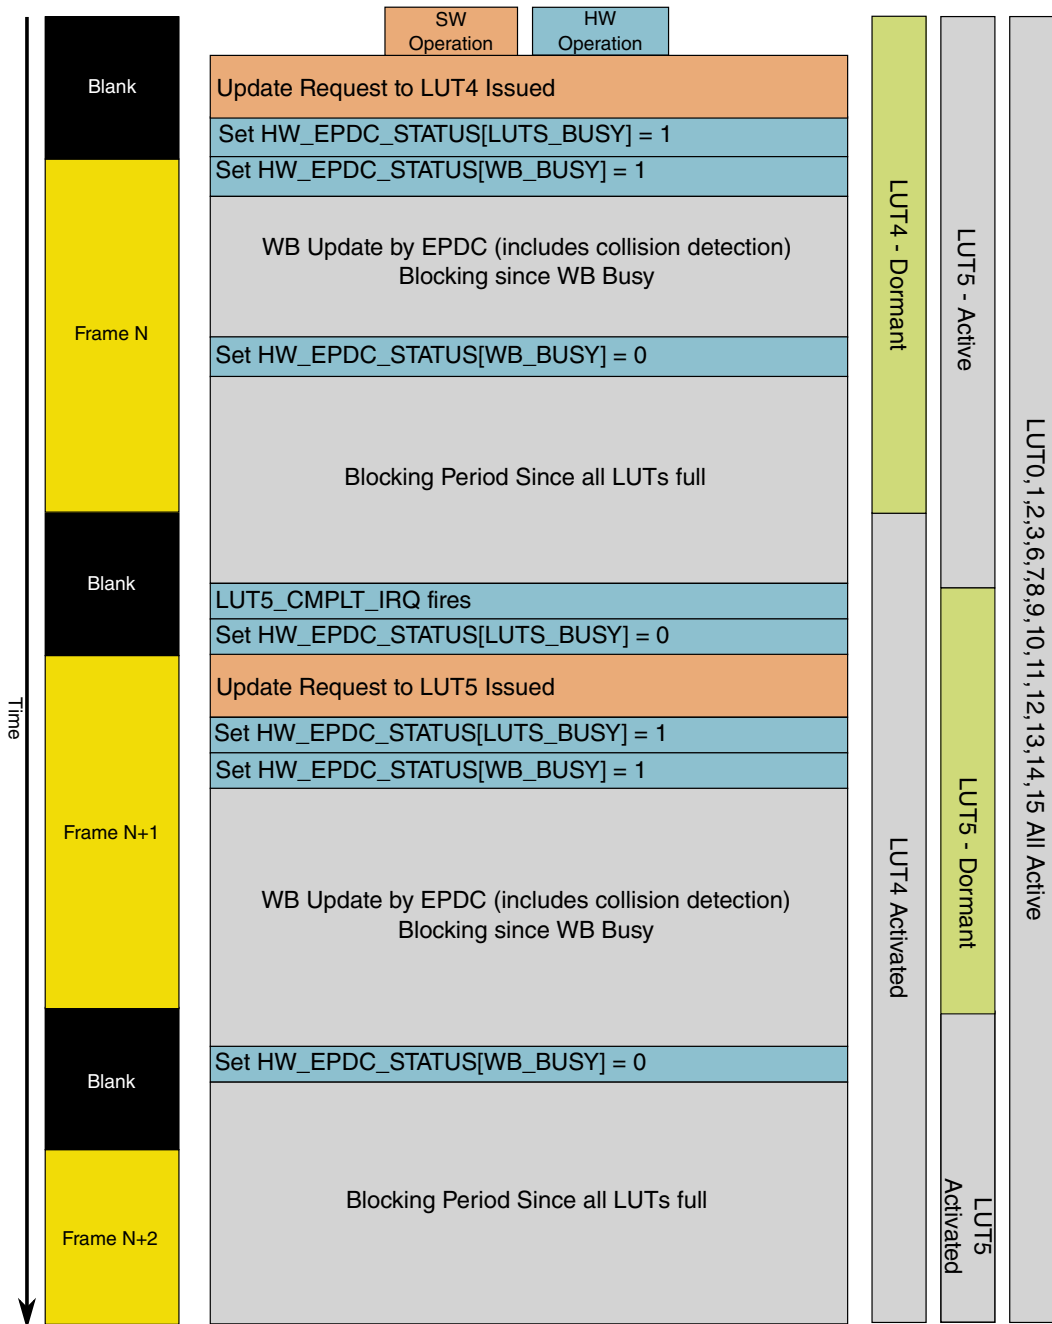 SW
Operation
HW
Operation
Blank
Update Request to LUT4 Issued
Set HW_EPDC_STATUS[LUTS_BUSY] = 1
Set HW_EPDC_STATUS[WB_BUSY] = 1
WB Update by EPDC (includes collision detection)
Blocking since WB Busy
Frame N
Set HW_EPDC_STATUS[WB_BUSY] = 0
Blocking Period Since all LUTs full
Blank
LUT5_CMPLT_IRQ fires
Set HW_EPDC_STATUS[LUTS_BUSY] = 0
Update Request to LUT5 Issued
Set HW_EPDC_STATUS[LUTS_BUSY] = 1
Set HW_EPDC_STATUS[WB_BUSY] = 1
Frame N+1
WB Update by EPDC (includes collision detection)
Blocking since WB Busy
Blank
Set HW_EPDC_STATUS[WB_BUSY] = 0
Blocking Period Since all LUTs full
Frame N+2
Time
LUT4 - Dormant
LUT4 Activated
LUT5 - Active
LUT5 - Dormant
LUT5
Activated
LUT0,1,2,3,6,7,8,9,10,11,12,13,14,15 All Active